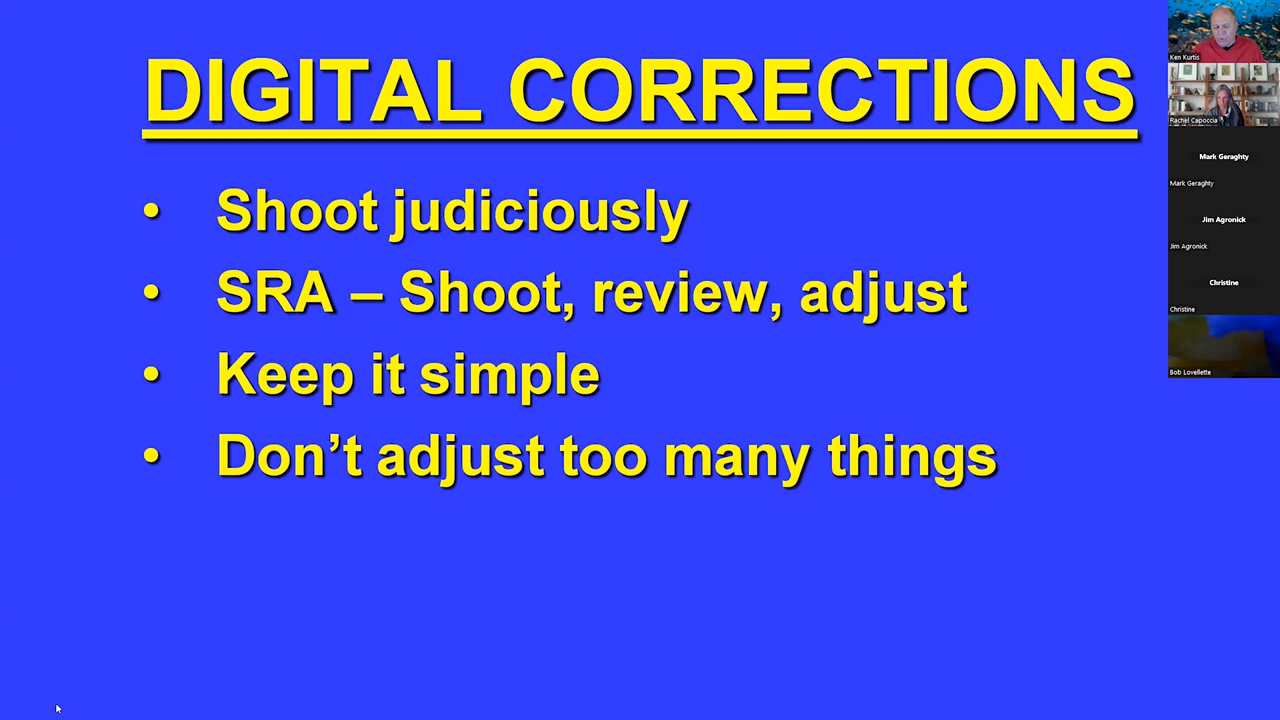 DIGITAL CORRECTIONS
• Shoot judiciously
• SRA – Shoot, review, adjust
• Keep it simple
• Don’t adjust too many things
Ken Kurtis
Rachel Capoccia
Mark Geraghty
Mark Geraghty
Jim Agronick
Jim Agronick
Christine
Christine
Bob Lovellette